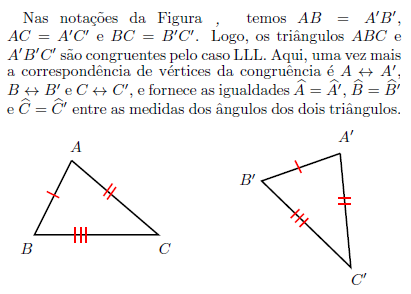 Nas notações da Figura , temos AB = A′B′,
AC = A′C′ e BC = B′C′. Logo, os triângulos ABC e
A′B′C′ são congruentes pelo caso LLL. Aqui, uma vez mais
a correspondência de vértices da congruência é A ↔ A′,
B ↔ B′ e C ↔ C′, e fornece as igualdades Â = Â′, B̂ = B̂′
e Ĉ = Ĉ′ entre as medidas dos ângulos dos dois triângulos.
A
B
C
A′
B′
C′